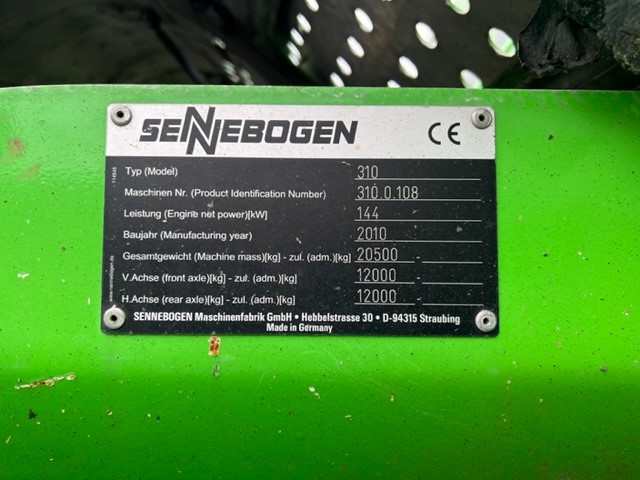 SENNEBOGEN CE
Typ (Model) 310
Maschinen Nr. (Product Identification Number) 310.0.108
Leistung (Engine net power)[kW] 144
Baujahr (Manufacturing year) 2010
Gesamtgewicht (Machine mass)[kg] - zul. (adm.)[kg] 20500 -
V.Achse (front axle)[kg] - zul. (adm.)[kg] 12000 -
H.Achse (rear axle)[kg] - zul. (adm.)[kg] 12000 -
SENNEBOGEN Maschinenfabrik GmbH • Hebbelstrasse 30 • D-94315 Straubing
Made in Germany
www.sennebogen.de